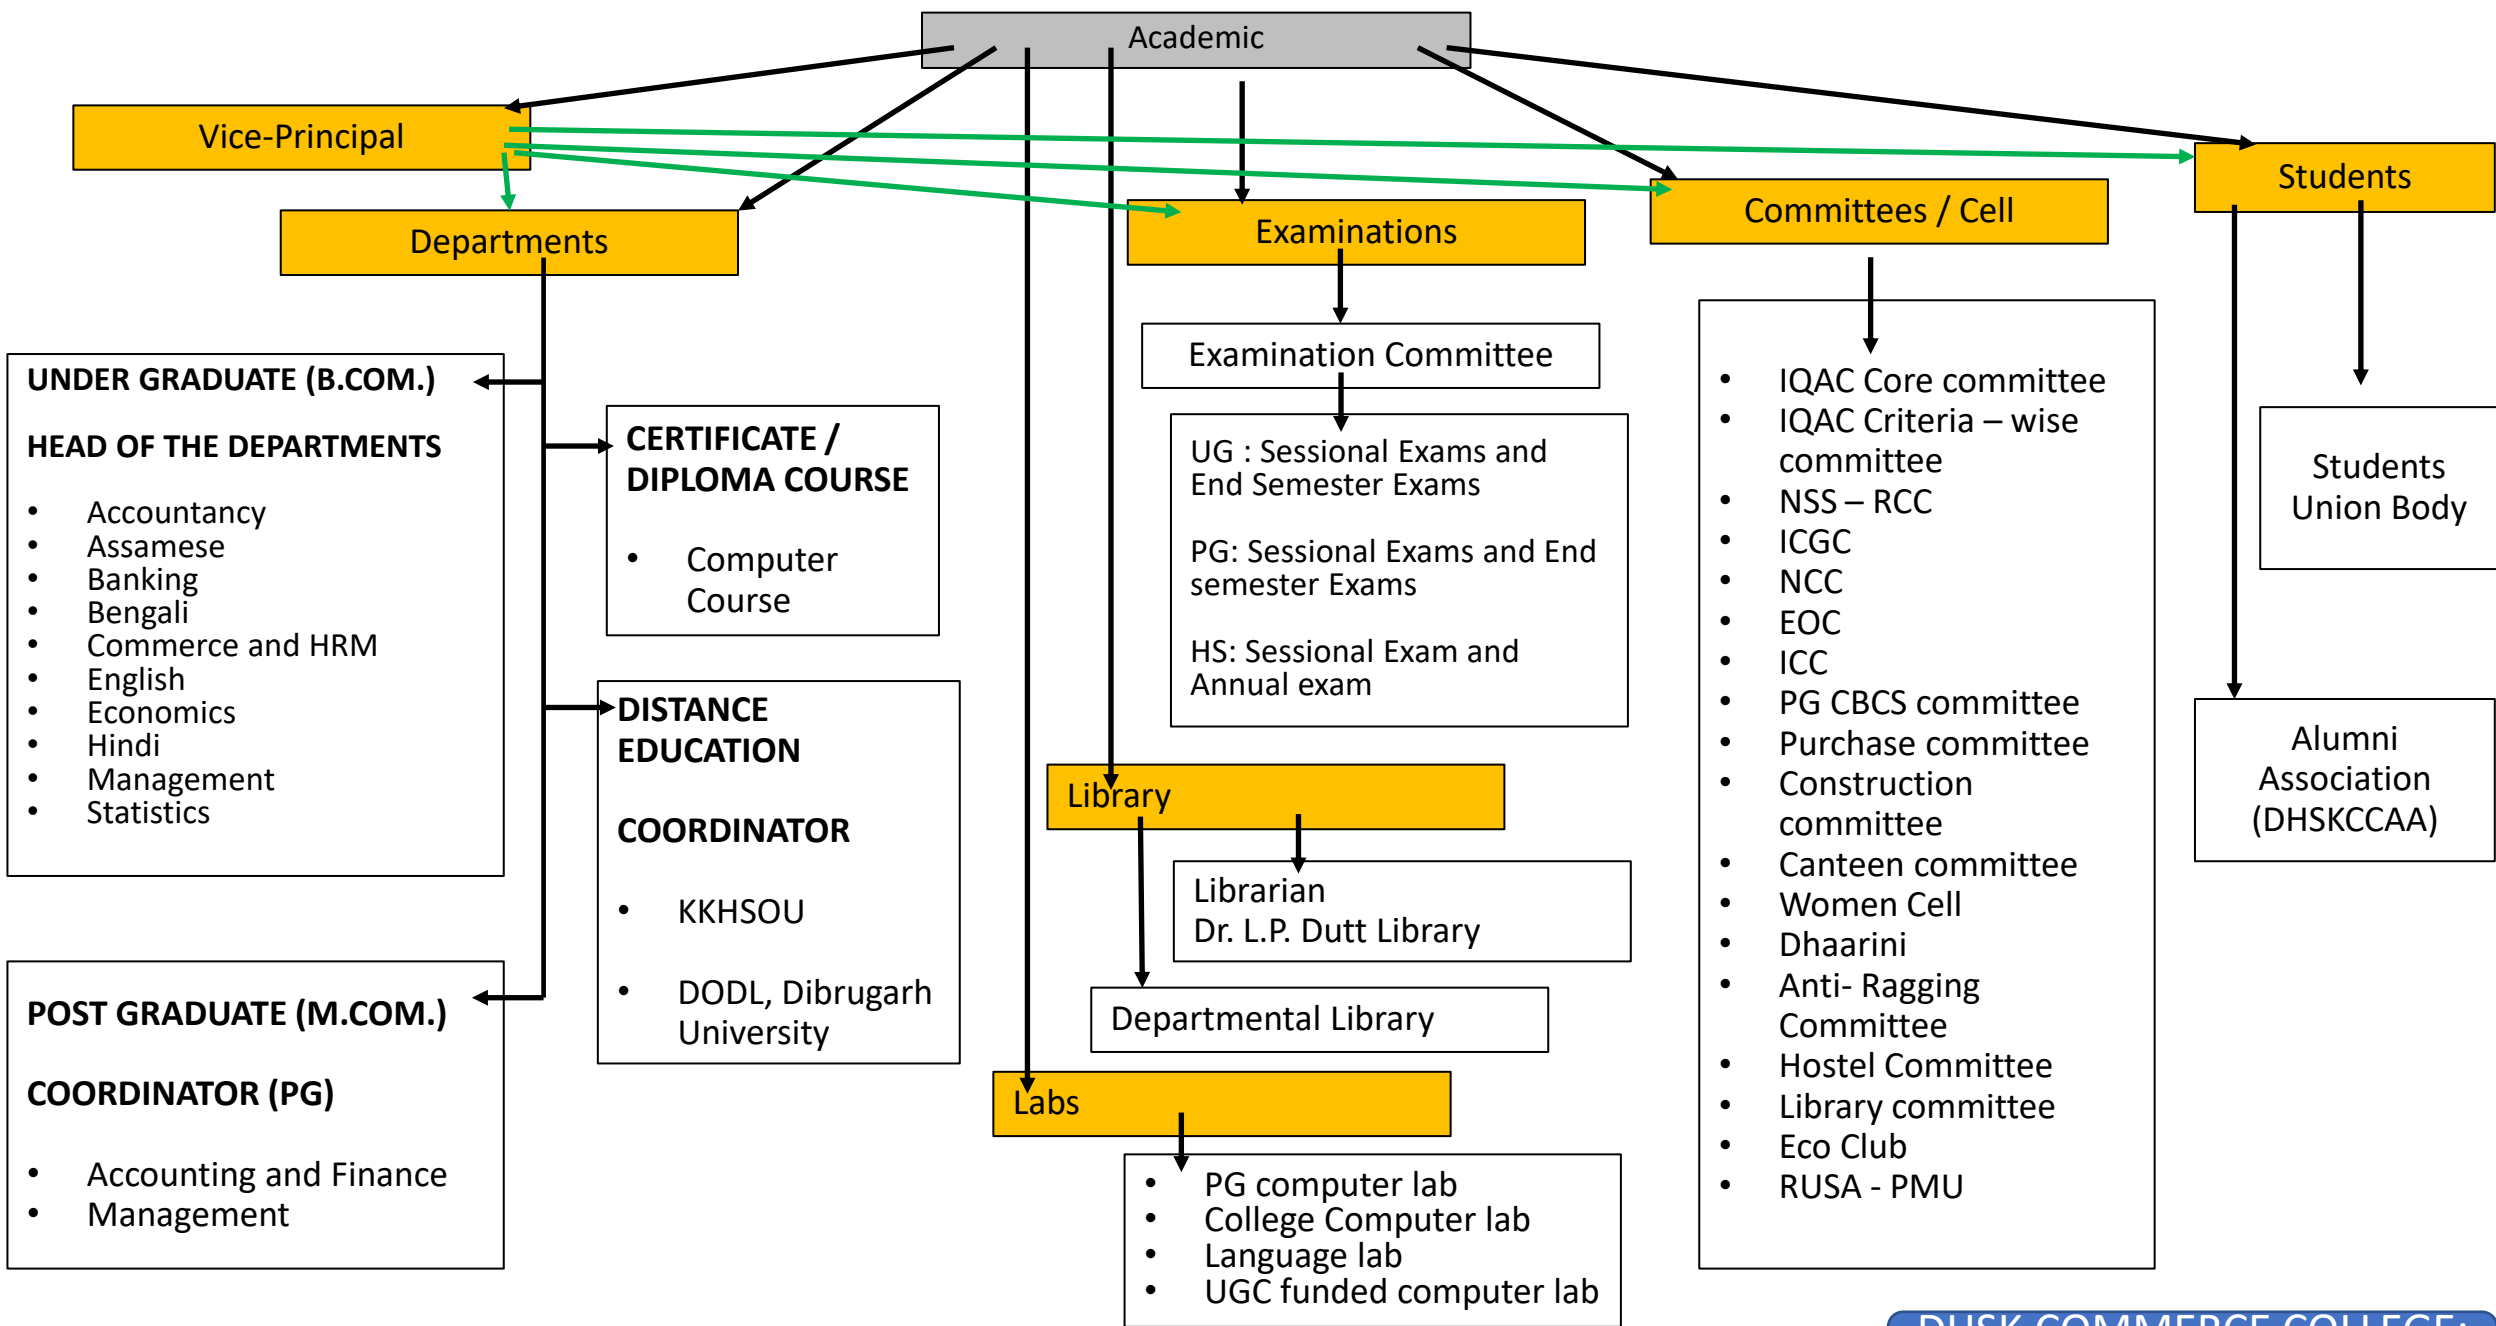 Academic
Vice-Principal
Students
Committees / Cell
Examinations
Departments
UNDER GRADUATE (B.COM.)
HEAD OF THE DEPARTMENTS
• Accountancy
• Assamese
• Banking
• Bengali
• Commerce and HRM
• English
• Economics
• Hindi
• Management
• Statistics
POST GRADUATE (M.COM.)
COORDINATOR (PG)
• Accounting and Finance
• Management
CERTIFICATE /
DIPLOMA COURSE
• Computer
Course
DISTANCE
EDUCATION
COORDINATOR
• KKHSOU
• DODL, Dibrugarh
University
Examination Committee
UG : Sessional Exams and
End Semester Exams
PG: Sessional Exams and End
semester Exams
HS: Sessional Exam and
Annual exam
Library
Librarian
Dr. L.P. Dutt Library
Departmental Library
Labs
• PG computer lab
• College Computer lab
• Language lab
• UGC funded computer lab
• IQAC Core committee
• IQAC Criteria – wise
committee
• NSS – RCC
• ICGC
• NCC
• EOC
• ICC
• PG CBCS committee
• Purchase committee
• Construction
committee
• Canteen committee
• Women Cell
• Dhaarini
• Anti- Ragging
Committee
• Hostel Committee
• Library committee
• Eco Club
• RUSA - PMU
Students
Union Body
Alumni
Association
(DHSKCCAA)
DHSK COMMERCE COLLEGE: